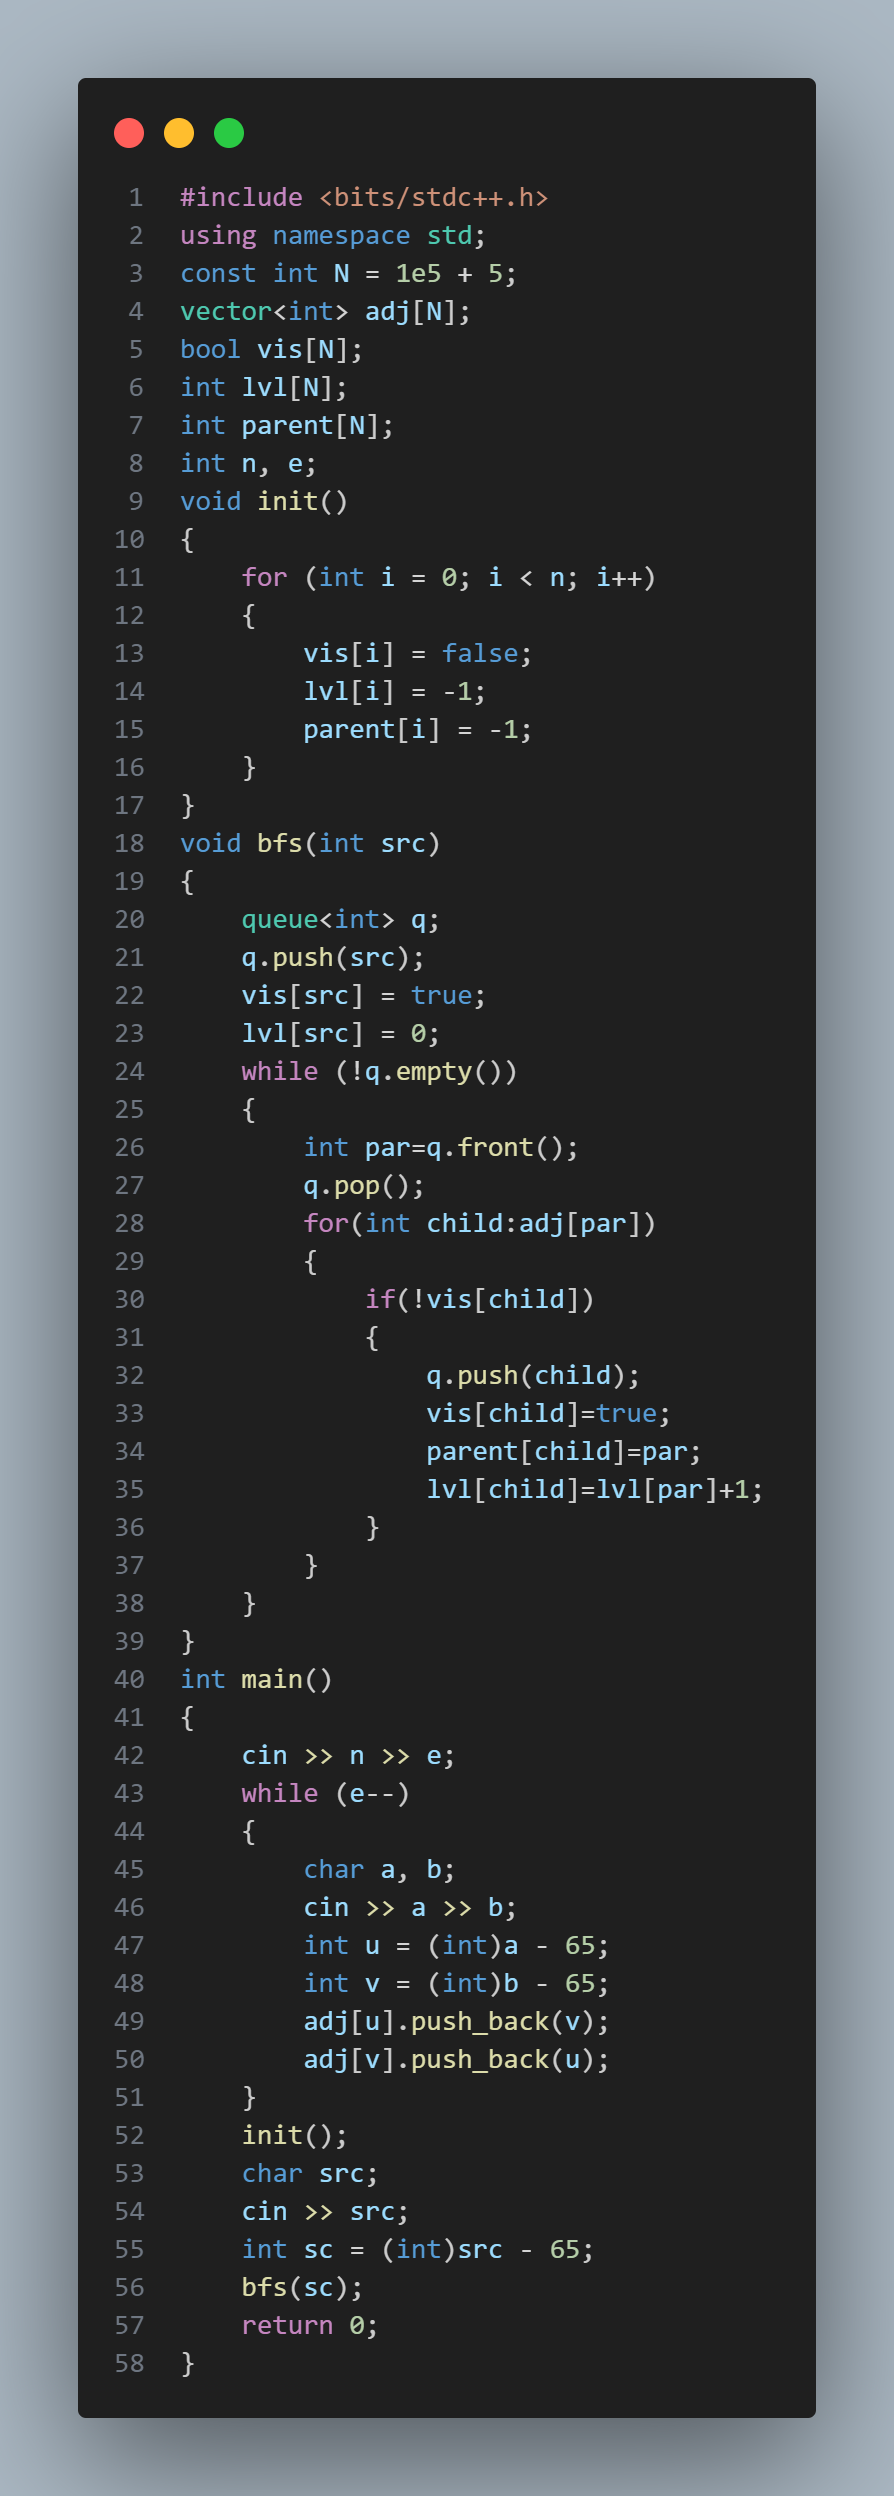 1 #include <bits/stdc++.h>
2 using namespace std;
3 const int N = 1e5 + 5;
4 vector<int> adj[N];
5 bool vis[N];
6 int lvl[N];
7 int parent[N];
8 int n, e;
9 void init()
10 {
11     for (int i = 0; i < n; i++)
12     {
13         vis[i] = false;
14         lvl[i] = -1;
15         parent[i] = -1;
16     }
17 }
18 void bfs(int src)
19 {
20     queue<int> q;
21     q.push(src);
22     vis[src] = true;
23     lvl[src] = 0;
24     while (!q.empty())
25     {
26         int par=q.front();
27         q.pop();
28         for(int child:adj[par])
29         {
30             if(!vis[child])
31             {
32                 q.push(child);
33                 vis[child]=true;
34                 parent[child]=par;
35                 lvl[child]=lvl[par]+1;
36             }
37         }
38     }
39 }
40 int main()
41 {
42     cin >> n >> e;
43     while (e--)
44     {
45         char a, b;
46         cin >> a >> b;
47         int u = (int)a - 65;
48         int v = (int)b - 65;
49         adj[u].push_back(v);
50         adj[v].push_back(u);
51     }
52     init();
53     char src;
54     cin >> src;
55     int sc = (int)src - 65;
56     bfs(sc);
57     return 0;
58 }